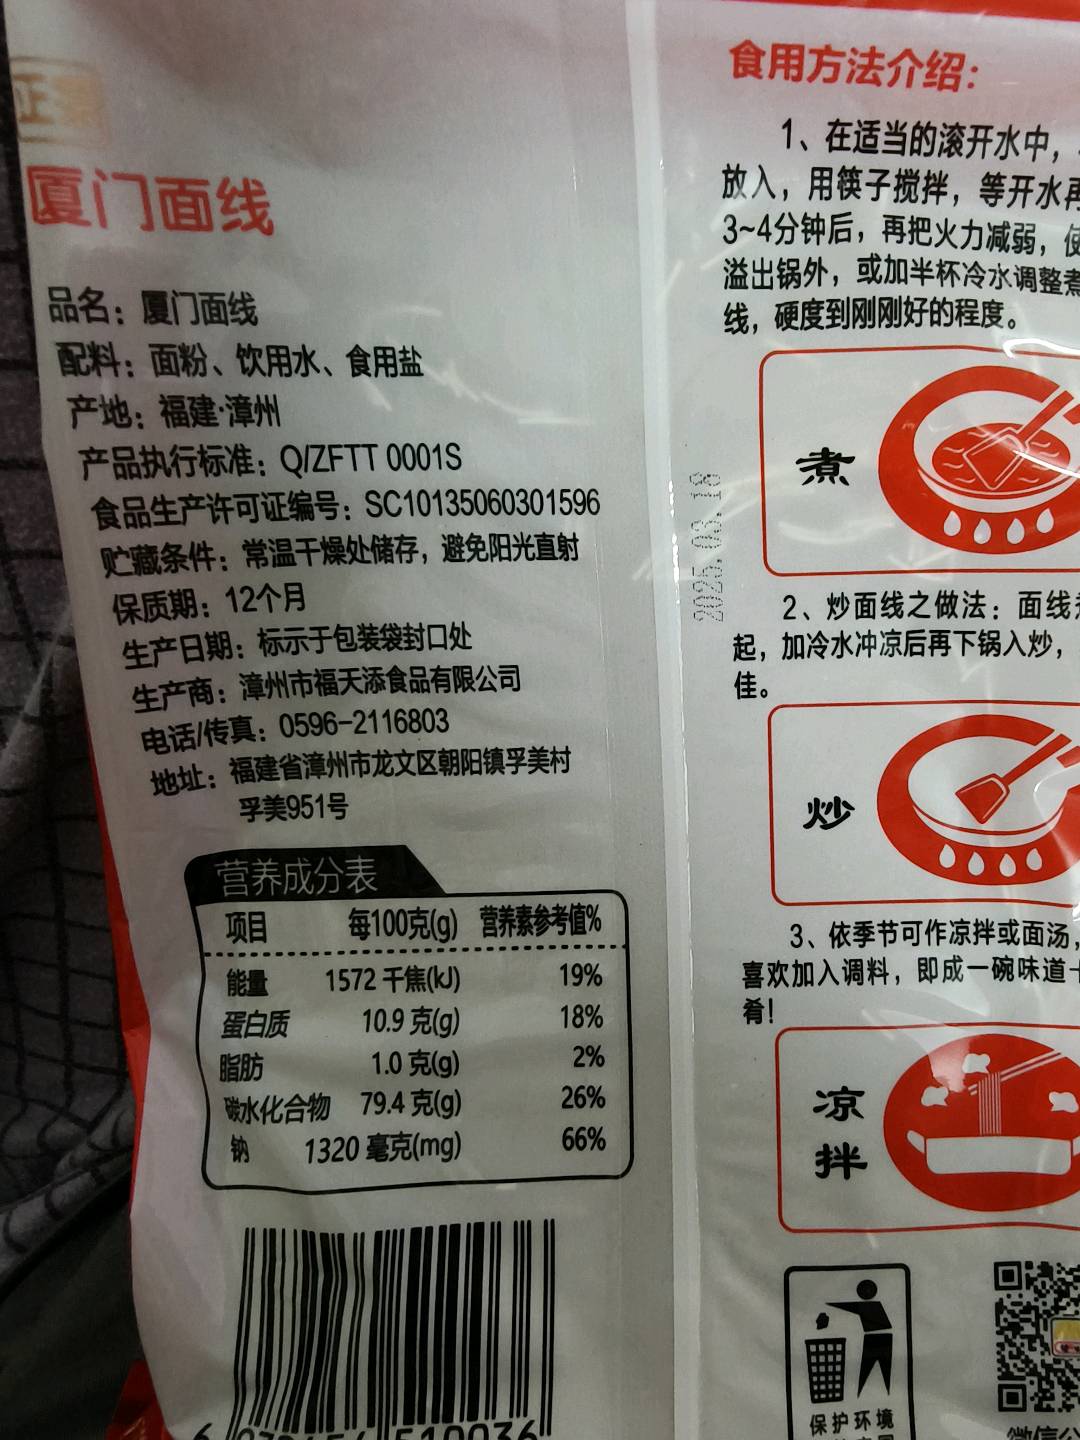 厦门面线
品名：厦门面线
配料：面粉、饮用水、食用盐
产地：福建·漳州
产品执行标准：Q/ZFTT 0001S
食品生产许可证编号：SC10135060301596
贮藏条件：常温干燥处储存，避免阳光直射
保质期：12个月
生产日期：标示于包装袋封口处
生产商：漳州市福天添食品有限公司
电话/传真：0596-2116803
地址：福建省漳州市龙文区朝阳镇孚美村
孚美951号
营养成分表
项目 每100克(g) 营养素参考值%
能量 1572 千焦(kJ) 19%
蛋白质 10.9 克(g) 18%
脂肪 1.0 克(g) 2%
碳水化合物 79.4 克(g) 26%
钠 1320 毫克(mg) 66%
2025.03.18
食用方法介绍：
1、在适当的滚开水中，
放入，用筷子搅拌，等开水再
3~4分钟后，再把火力减弱，使
溢出锅外，或加半杯冷水调整煮
线，硬度到刚刚好的程度。
煮
2、炒面线之做法：面线
起，加冷水冲凉后再下锅入炒，
佳。
炒
3、依季节可作凉拌或面汤，
喜欢加入调料，即成一碗味道十
肴！
凉
拌
保护环境